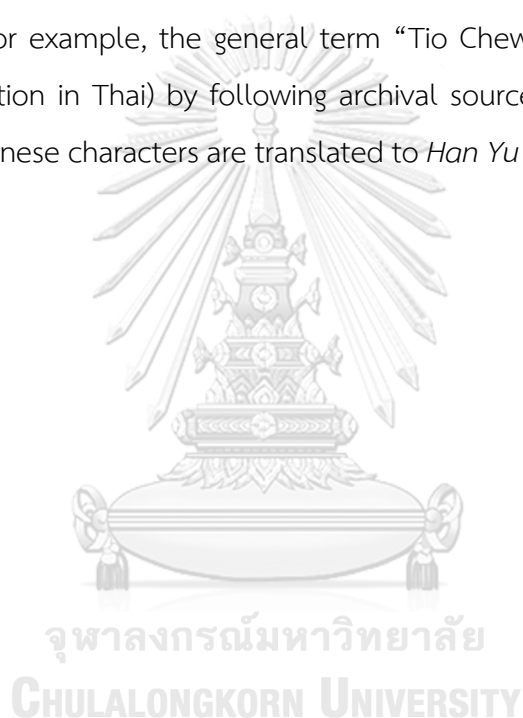 or example, the general term “Tio Chew
tion in Thai) by following archival source
nese characters are translated to Han Yu
จุฬาลงกรณ์มหาวิทยาลัย
CHULALONGKORN UNIVERSITY